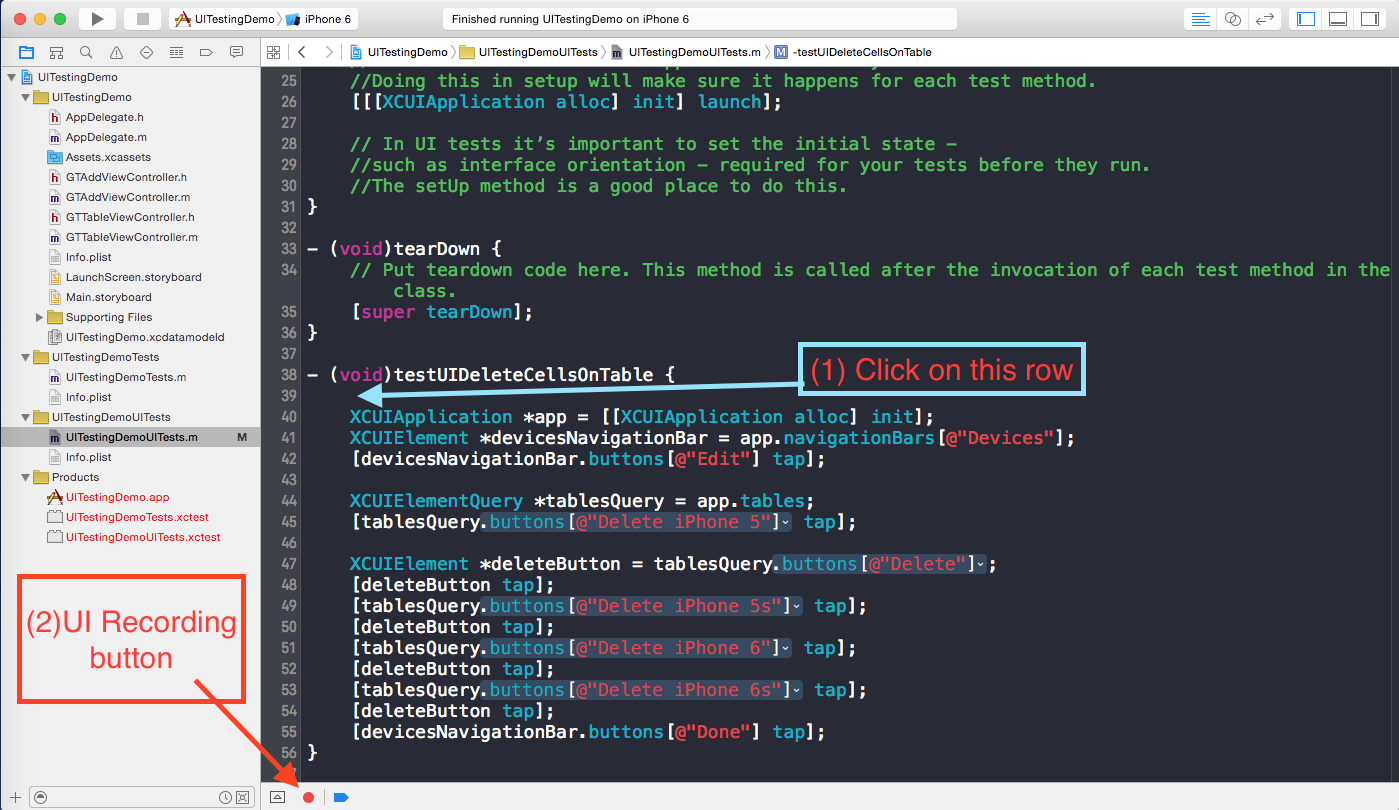 UITestingDemo
iPhone 6
Finished running UITestingDemo on iPhone 6
UITestingDemo
UITestingDemoUITests
UITestingDemoUITests.m
M
-testUIDeleteCellsOnTable
UITestingDemo
UITestingDemo
h AppDelegate.h
m AppDelegate.m
Assets.xcassets
h GTAddViewController.h
m GTAddViewController.m
h GTTableViewController.h
m GTTableViewController.m
Info.plist
LaunchScreen.storyboard
Main.storyboard
Supporting Files
UITestingDemo.xcdatamodeld
UITestingDemoTests
m UITestingDemoTests.m
Info.plist
UITestingDemoUITests
m UITestingDemoUITests.m M
Info.plist
Products
UITestingDemo.app
UITestingDemoTests.xctest
UITestingDemoUITests.xctest
25 //Doing this in setup will make sure it happens for each test method.
26 [[[XCUIApplication alloc] init] launch];
27
28 // In UI tests it’s important to set the initial state –
29 //such as interface orientation – required for your tests before they run.
30 //The setUp method is a good place to do this.
31 }
32
33 – (void)tearDown {
34 // Put teardown code here. This method is called after the invocation of each test method in the
class.
35 [super tearDown];
36 }
37
38 – (void)testUIDeleteCellsOnTable {
39
40 XCUIApplication *app = [[XCUIApplication alloc] init];
41 XCUIElement *devicesNavigationBar = app.navigationBars[@"Devices"];
42 [devicesNavigationBar.buttons[@"Edit"] tap];
43
44 XCUIElementQuery *tablesQuery = app.tables;
45 [tablesQuery.buttons[@"Delete iPhone 5"] tap];
46
47 XCUIElement *deleteButton = tablesQuery.buttons[@"Delete"];
48 [deleteButton tap];
49 [tablesQuery.buttons[@"Delete iPhone 5s"] tap];
50 [deleteButton tap];
51 [tablesQuery.buttons[@"Delete iPhone 6"] tap];
52 [deleteButton tap];
53 [tablesQuery.buttons[@"Delete iPhone 6s"] tap];
54 [deleteButton tap];
55 [devicesNavigationBar.buttons[@"Done"] tap];
56 }
(1) Click on this row
(2)UI Recording
button